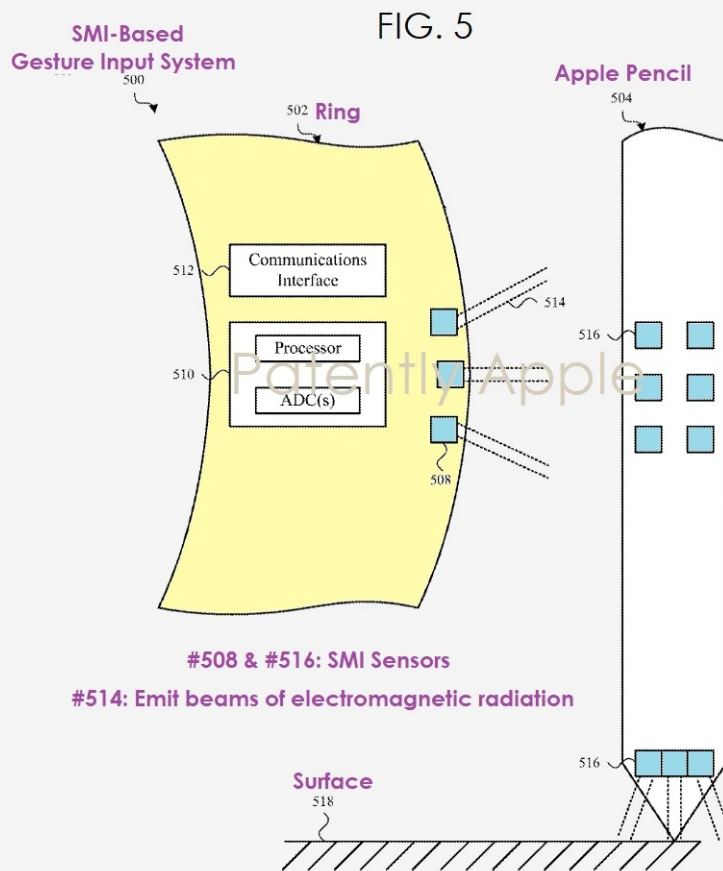 FIG. 5
SMI-Based
Gesture Input System
500
502 Ring
Apple Pencil
504
512
Communications
Interface
514
516
510
Processor
ADC(s)
Patently Apple
508
#508 & #516: SMI Sensors
#514: Emit beams of electromagnetic radiation
516
Surface
518